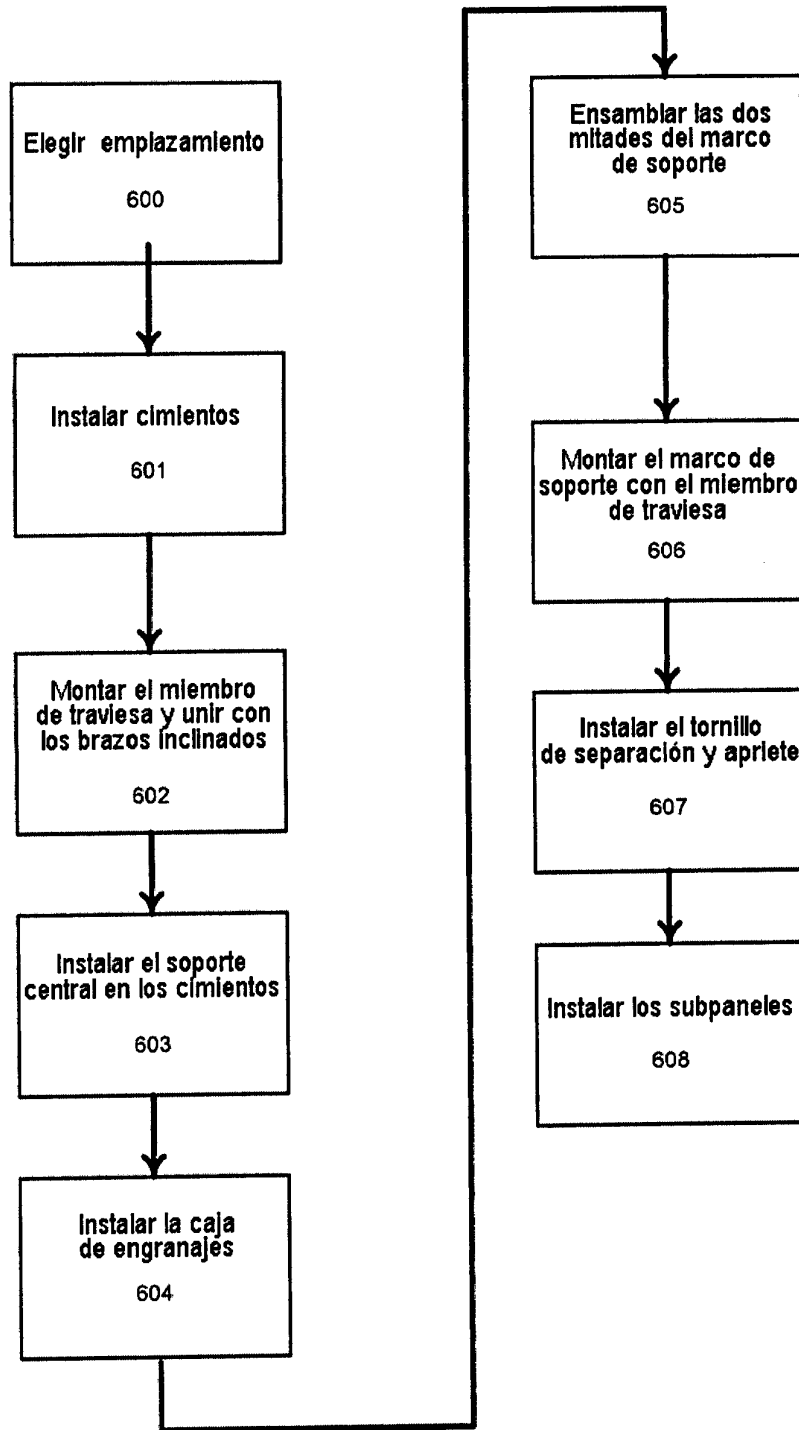 Elegir emplazamiento
600
Instalar cimientos
601
Montar el miembro
de traviesa y unir con
los brazos inclinados
602
Instalar el soporte
central en los cimientos
603
Instalar la caja
de engranajes
604
Ensamblar las dos
mitades del marco
de soporte
605
Montar el marco de
soporte con el miembro
de traviesa
606
Instalar el tornillo
de separación y apriete
607
Instalar los subpaneles
608